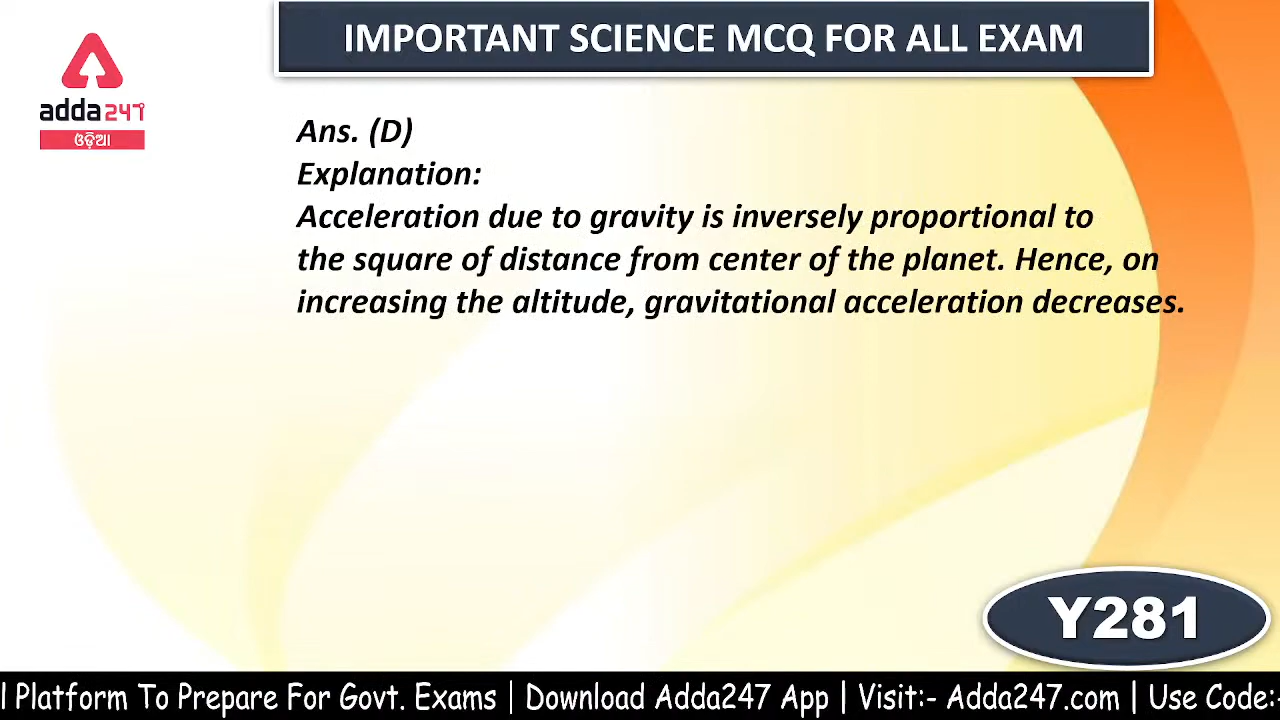 IMPORTANT SCIENCE MCQ FOR ALL EXAM
adda247
ଓଡ଼ିଆ
Ans. (D)
Explanation:
Acceleration due to gravity is inversely proportional to
the square of distance from center of the planet. Hence, on
increasing the altitude, gravitational acceleration decreases.
Y281
l Platform To Prepare For Govt. Exams | Download Adda247 App | Visit:- Adda247.com | Use Code: